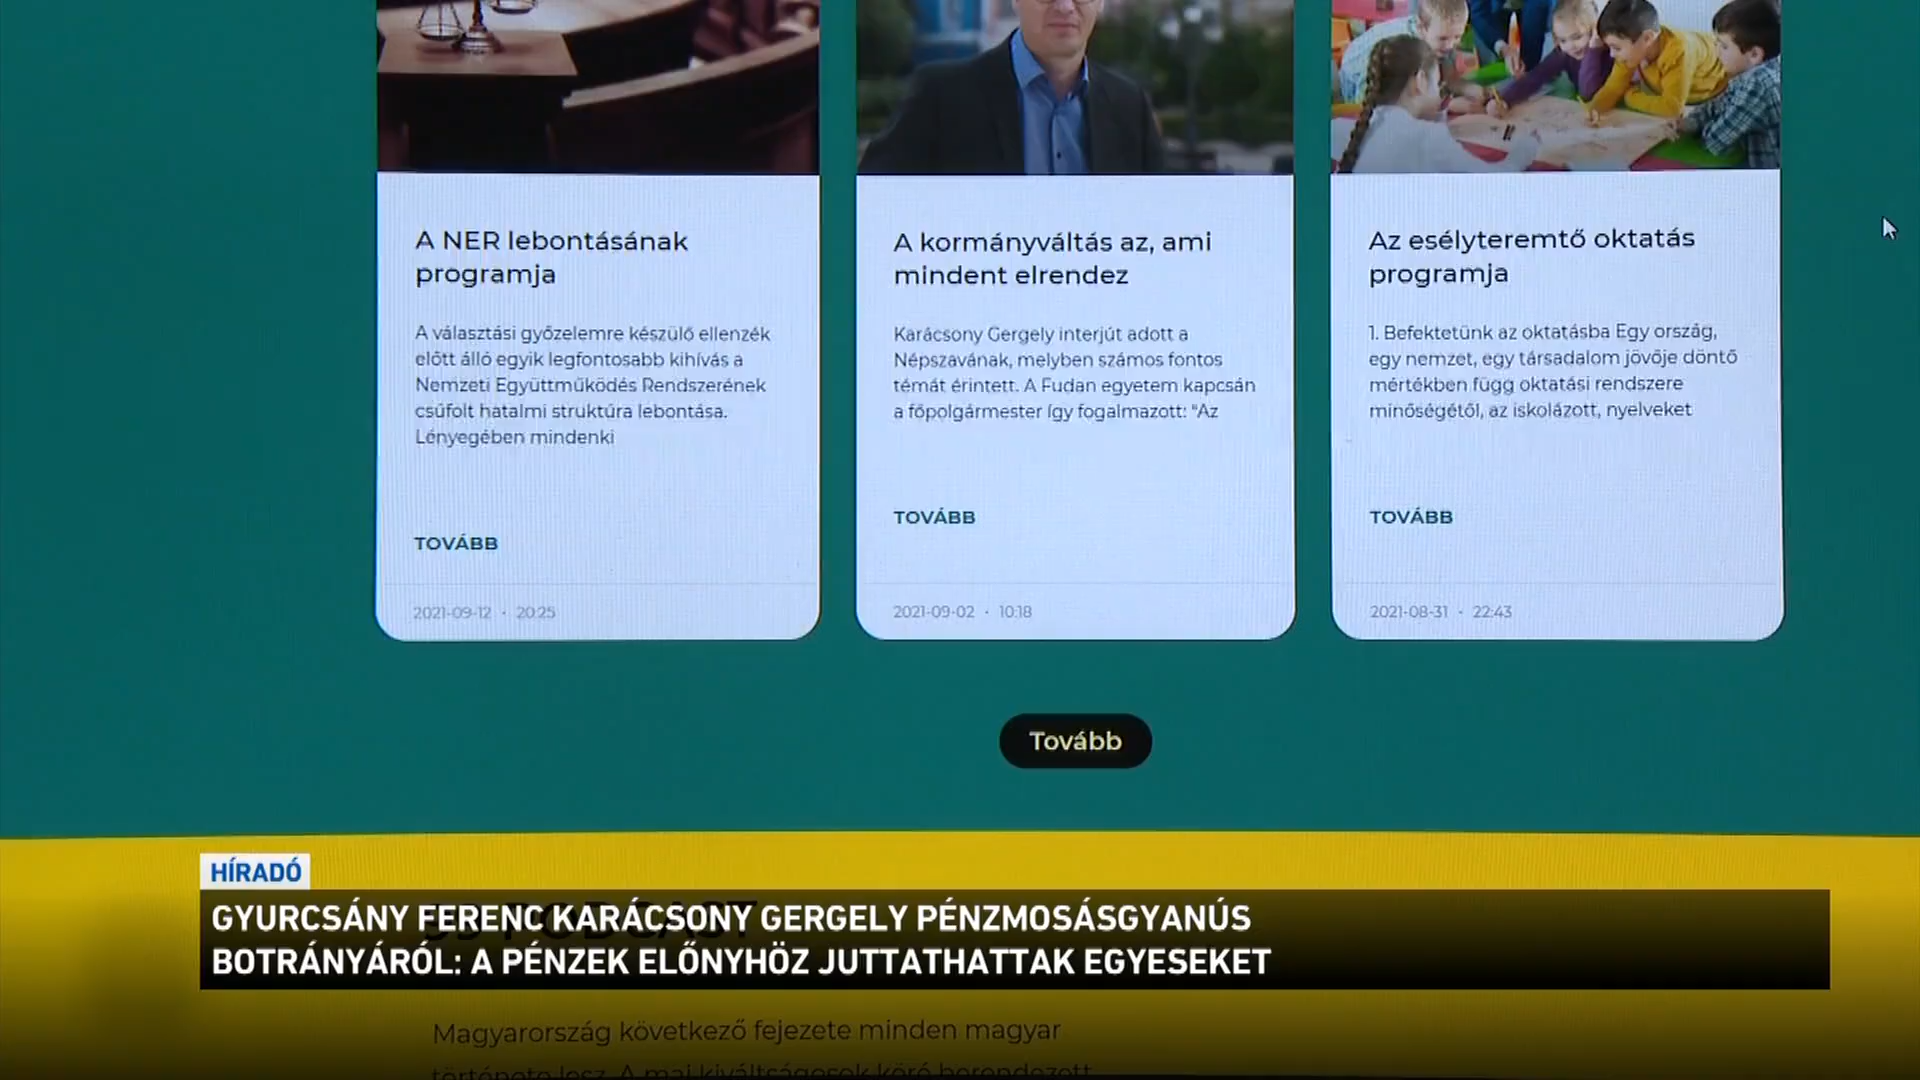 A NER lebontásának
programja
A választási győzelemre készülő ellenzék
előtt álló egyik legfontosabb kihívás a
Nemzeti Együttműködés Rendszerének
csúfolt hatalmi struktúra lebontása.
Lényegében mindenki
TOVÁBB
2021-09-12 • 20:25
A kormányváltás az, ami
mindent elrendez
Karácsony Gergely interjút adott a
Népszavának, melyben számos fontos
témát érintett. A Fudan egyetem kapcsán
a főpolgármester így fogalmazott: "Az
TOVÁBB
2021-09-02 • 10:18
Az esélyteremtő oktatás
programja
1. Befektetünk az oktatásba Egy ország,
egy nemzet, egy társadalom jövője döntő
mértékben függ oktatási rendszere
minőségétől, az iskolázott, nyelveket
TOVÁBB
2021-08-31 • 22:43
Tovább
HÍRADÓ
GYURCSÁNY FERENC KARÁCSONY GERGELY PÉNZMOSÁSGYANÚS
BOTRÁNYÁRÓL: A PÉNZEK ELŐNYHÖZ JUTTATHATTAK EGYESEKET
Magyarország következő fejezete minden magyar